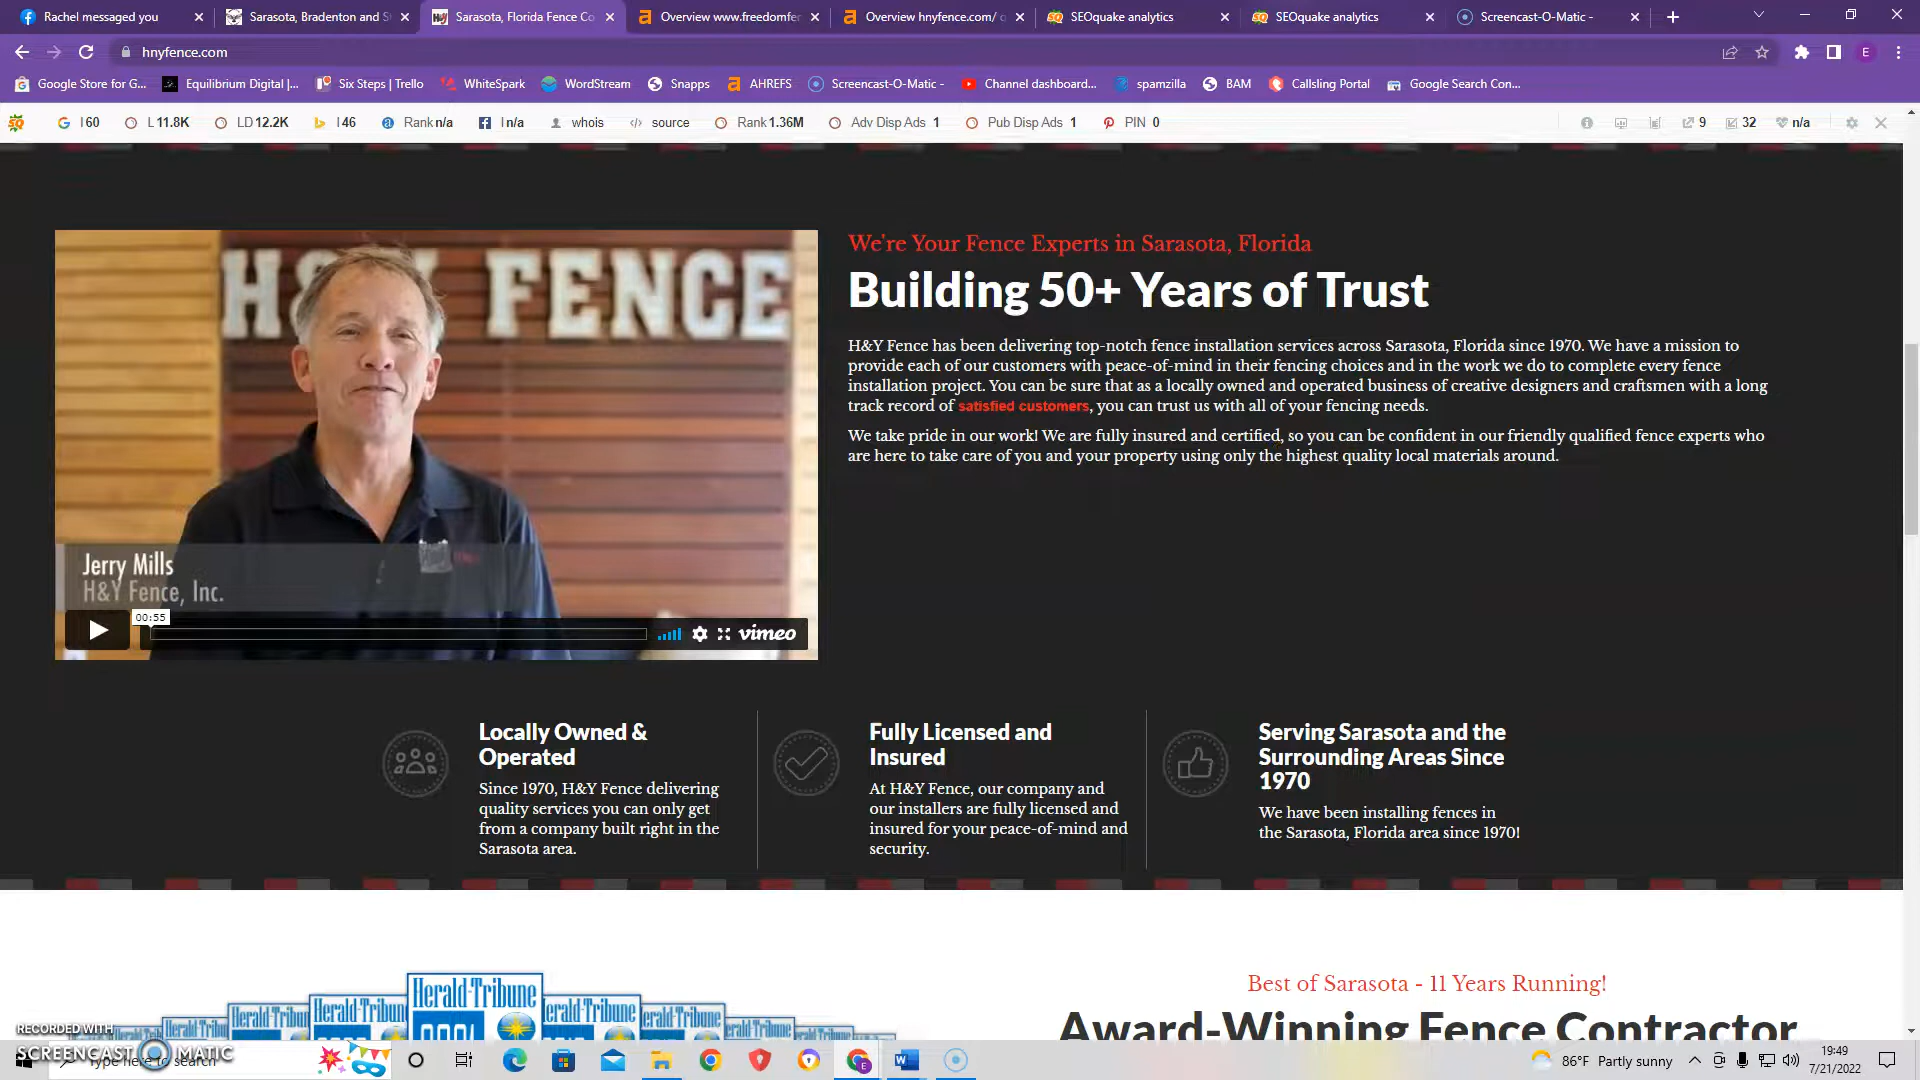 Rachel messaged you
Sarasota, Bradenton and S
Sarasota, Florida Fence Co
Overview www.freedomfe
Overview hnyfence.com/ o
SEOquake analytics
SEOquake analytics
Screencast-O-Matic -
hnyfence.com
E
Google Store for G...
Equilibrium Digital |...
Six Steps | Trello
WhiteSpark
WordStream
Snapps
AHREFS
Screencast-O-Matic -
Channel dashboard...
spamzilla
BAM
Callsling Portal
Google Search Con...
I 60
L 11.8K
LD 12.2K
I 46
Rank n/a
I n/a
whois
source
Rank 1.36M
Adv Disp Ads 1
Pub Disp Ads 1
PIN 0
9
32
n/a
H&Y FENCE
Jerry Mills
H&Y Fence, Inc.
00:55
vimeo
We're Your Fence Experts in Sarasota, Florida
Building 50+ Years of Trust
H&Y Fence has been delivering top-notch fence installation services across Sarasota, Florida since 1970. We have a mission to
provide each of our customers with peace-of-mind in their fencing choices and in the work we do to complete every fence
installation project. You can be sure that as a locally owned and operated business of creative designers and craftsmen with a long
track record of satisfied customers, you can trust us with all of your fencing needs.
We take pride in our work! We are fully insured and certified, so you can be confident in our friendly qualified fence experts who
are here to take care of you and your property using only the highest quality local materials around.
Locally Owned &
Operated
Since 1970, H&Y Fence delivering
quality services you can only get
from a company built right in the
Sarasota area.
Fully Licensed and
Insured
At H&Y Fence, our company and
our installers are fully licensed and
insured for your peace-of-mind and
security.
Serving Sarasota and the
Surrounding Areas Since
1970
We have been installing fences in
the Sarasota, Florida area since 1970!
Herald-Tribune
Best of Sarasota - 11 Years Running!
Award-Winning Fence Contractor
RECORDED WITH
SCREENCAST MATIC
Type here to search
86°F Partly sunny
19:49
7/21/2022